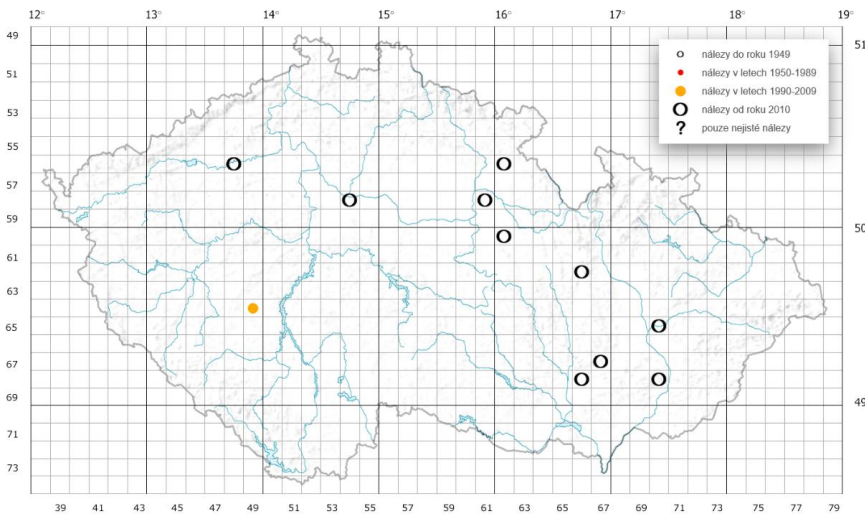 12° 13° 14° 15° 16° 17° 18° 19°
49
51
53
55
57
59
61
63
65
67
69
71
73
51
50
49
o nálezy do roku 1949
nálezy v letech 1950-1989
nálezy v letech 1990-2009
O nálezy od roku 2010
? pouze nejisté nálezy
39 41 43 45 47 49 51 53 55 57 59 61 63 65 67 69 71 73 75 77 79